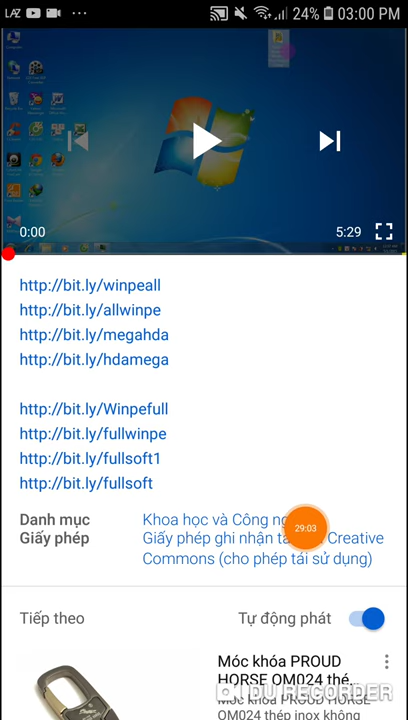 LAZ 24% 03:00 PM
0:00 5:29
http://bit.ly/winpeall
http://bit.ly/allwinpe
http://bit.ly/megahda
http://bit.ly/hdamega
http://bit.ly/Winpefull
http://bit.ly/fullwinpe
http://bit.ly/fullsoft1
http://bit.ly/fullsoft
Danh mục Khoa học và Công
29:03
Giấy phép Giấy phép ghi nhận Creative
Commons (cho phép tái sử dụng)
Tiếp theo Tự động phát
Móc khóa PROUD
HORSE OM024 thé...
Móc khóa PROUD HORSE
DU RECORDER
OM024 thép inox không